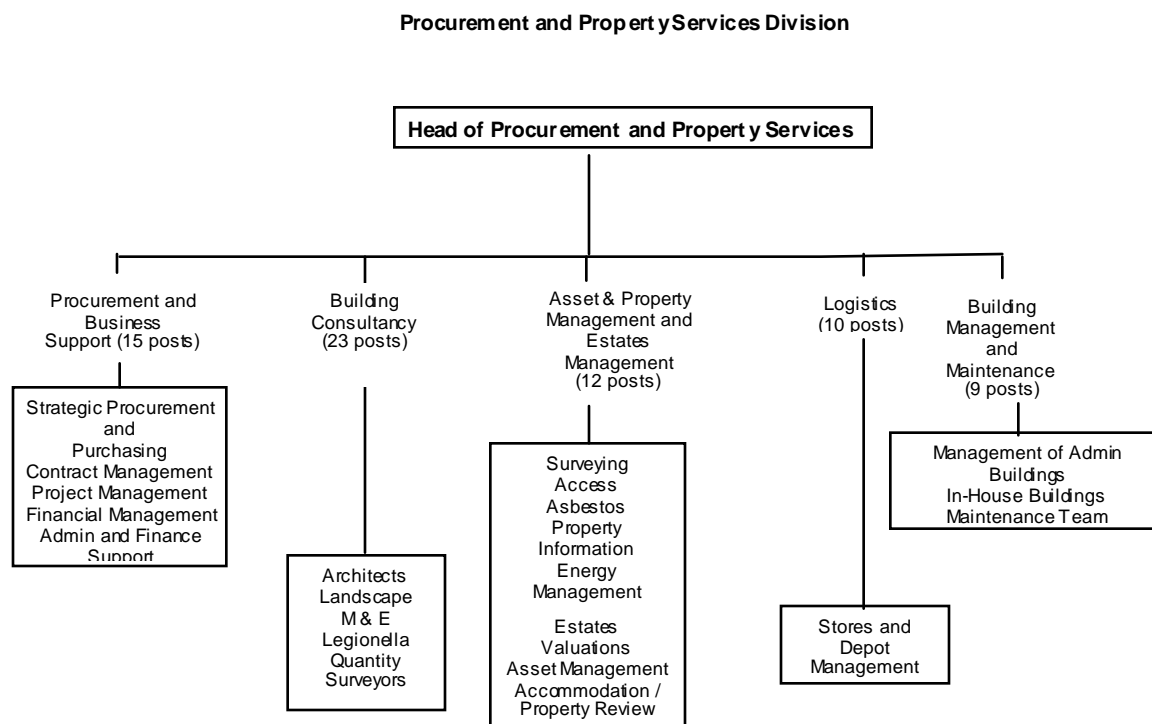 Procurement and Property Services Division
Head of Procurement and Property Services
Procurement and
Business
Support (15 posts)
Strategic Procurement
and
Purchasing
Contract Management
Project Management
Financial Management
Admin and Finance
Support
Building
Consultancy
(23 posts)
Architects
Landscape
M & E
Legionella
Quantity
Surveyors
Asset & Property
Management and
Estates
Management
(12 posts)
Surveying
Access
Asbestos
Property
Information
Energy
Management
Estates
Valuations
Asset Management
Accommodation /
Property Review
Logistics
(10 posts)
Stores and
Depot
Management
Building
Management
and
Maintenance
(9 posts)
Management of Admin
Buildings
In-House Buildings
Maintenance Team